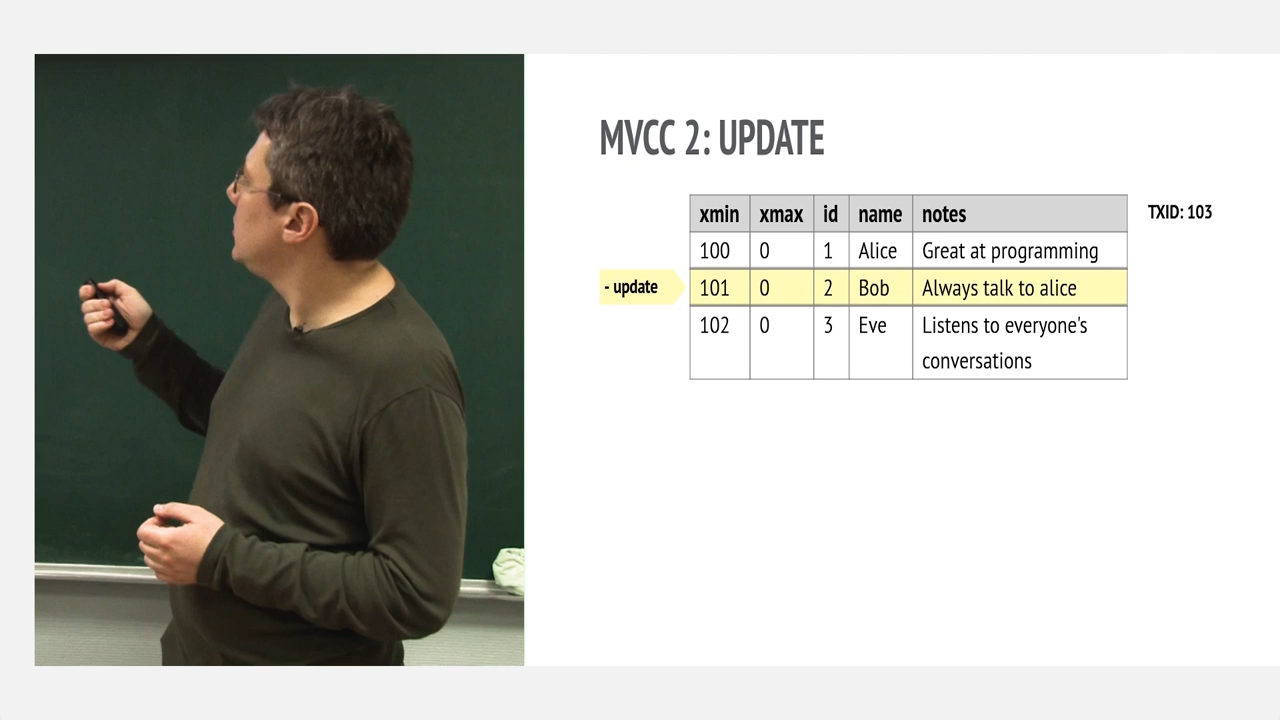 MVCC 2: UPDATE
xmin xmax id name notes TXID: 103
100 0 1 Alice Great at programming
- update 101 0 2 Bob Always talk to alice
102 0 3 Eve Listens to everyone's
conversations